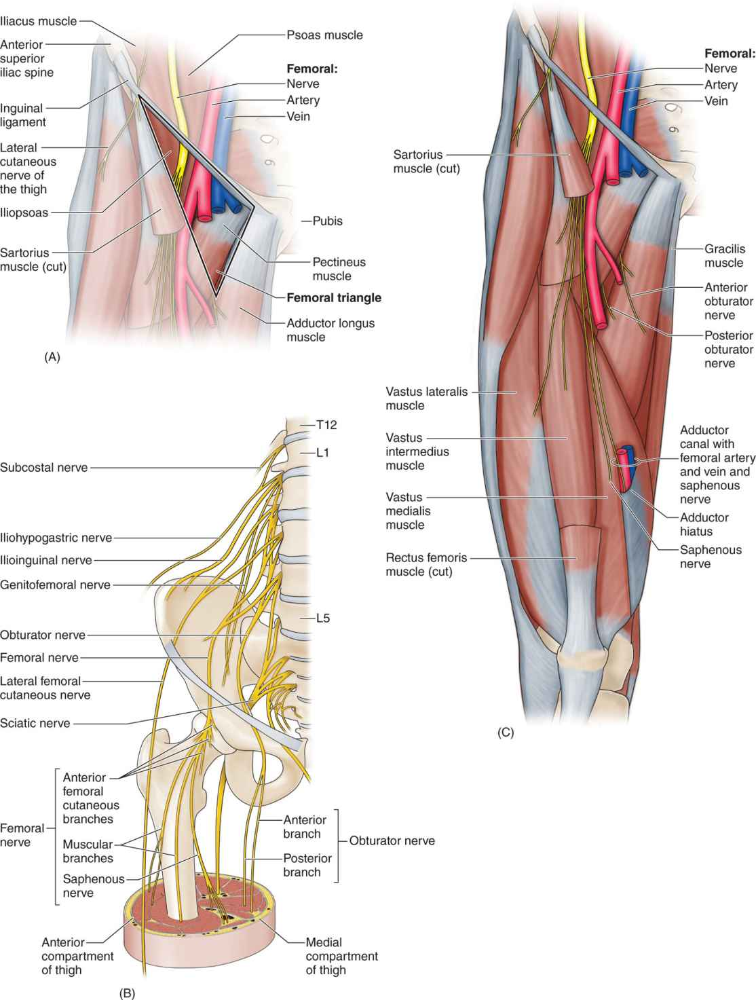 Iliacus muscle
Anterior
superior
iliac spine
Inguinal
ligament
Lateral
cutaneous
nerve of
the thigh
Iliopsoas
Sartorius
muscle (cut)
Psoas muscle
Femoral:
Nerve
Artery
Vein
Pubis
Pectineus
muscle
Femoral triangle
Adductor longus
muscle
(A)
T12
L1
Subcostal nerve
Iliohypogastric nerve
Ilioinguinal nerve
Genitofemoral nerve
L5
Obturator nerve
Femoral nerve
Lateral femoral
cutaneous nerve
Sciatic nerve
Anterior
femoral
cutaneous
branches
Femoral
nerve
Muscular
branches
Saphenous
nerve
Anterior
branch
Obturator nerve
Posterior
branch
Anterior
compartment
of thigh
Medial
compartment
of thigh
(B)
Femoral:
Nerve
Artery
Vein
Sartorius
muscle (cut)
Gracilis
muscle
Anterior
obturator
nerve
Posterior
obturator
nerve
Vastus lateralis
muscle
Vastus
intermedius
muscle
Vastus
medialis
muscle
Rectus femoris
muscle (cut)
Adductor
canal with
femoral artery
and vein and
saphenous
nerve
Adductor
hiatus
Saphenous
nerve
(C)